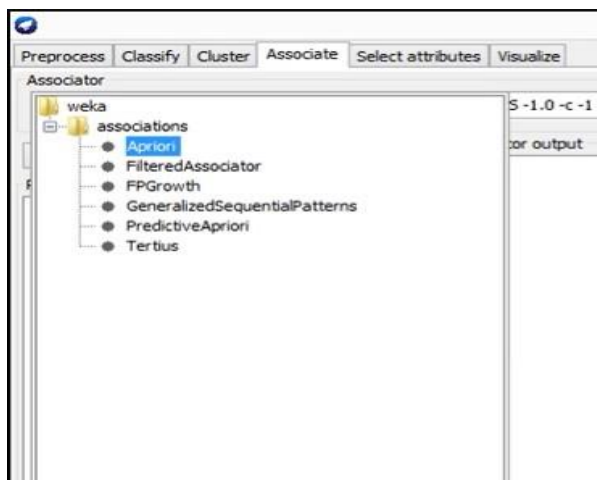 Preprocess Classify Cluster Associate Select attributes Visualize
Associator
weka
S -1.0 -c -1
associations
Apriori
tor output
FilteredAssociator
FPGrowth
GeneralizedSequentialPatterns
PredictiveApriori
Tertius